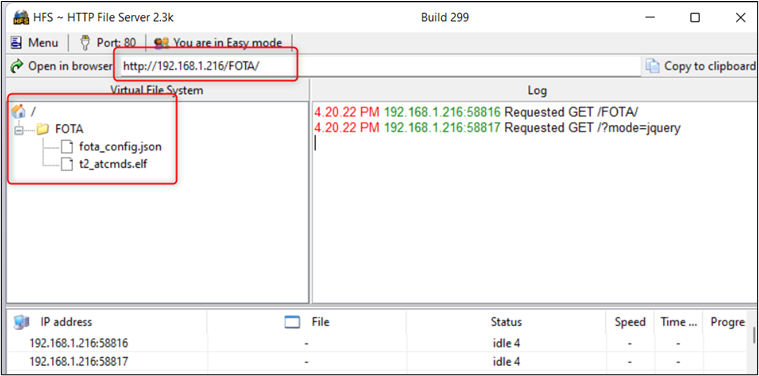 HFS ~ HTTP File Server 2.3k Build 299
Menu Port: 80 You are in Easy mode
Open in browser http://192.168.1.216/FOTA/ Copy to clipboard
Virtual File System Log
/
FOTA
fota_config.json
t2_atcmds.elf
4.20.22 PM 192.168.1.216:58816 Requested GET /FOTA/
4.20.22 PM 192.168.1.216:58817 Requested GET /?mode=jquery
IP address File Status Speed Time ... Progre
192.168.1.216:58816 - idle 4 - -
192.168.1.216:58817 - idle 4 - -